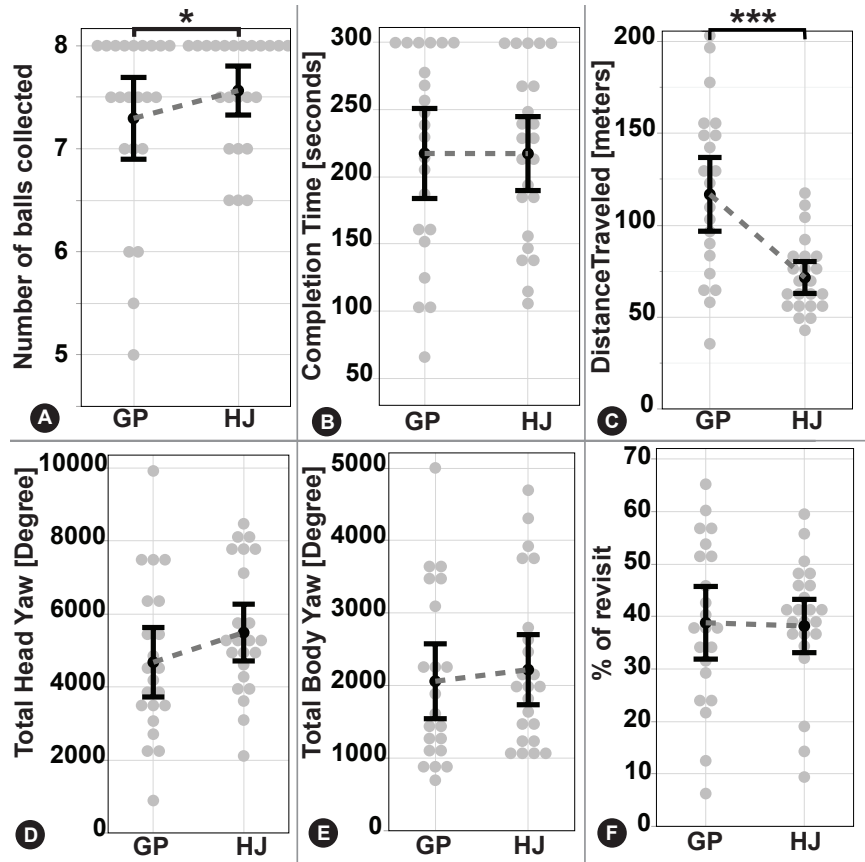 *
Number of balls collected
8
7
6
5
A
GP
HJ
Completion Time [seconds]
300
250
200
150
100
50
B
GP
HJ
***
DistanceTraveled [meters]
200
150
100
50
0
C
GP
HJ
Total Head Yaw [Degree]
10000
8000
6000
4000
2000
0
D
GP
HJ
Total Body Yaw [Degree]
5000
4000
3000
2000
1000
0
E
GP
HJ
% of revisit
70
60
50
40
30
20
10
0
F
GP
HJ